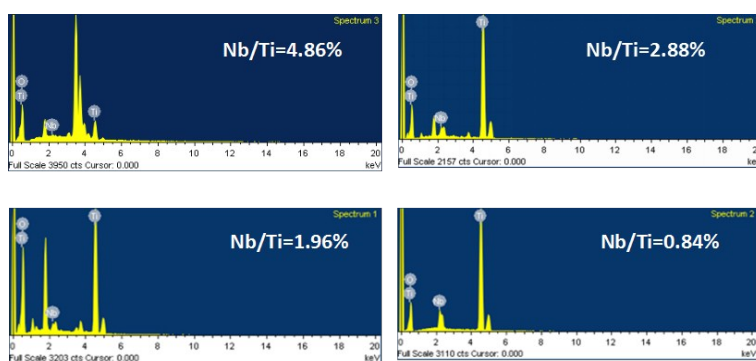 Spectrum 3
Nb/Ti=4.86%
O
Ti
Nb
Ti
0 2 4 6 8 10 12 14 16 18 20
Full Scale 3950 cts Cursor: 0.000 keV
Spectrum
Nb/Ti=2.88%
Ti
O
Ti
Nb
0 2 4 6 8 10 12 14 16 18 20
Full Scale 2157 cts Cursor: 0.000 ke
Spectrum 1
Nb/Ti=1.96%
O
Ti
Ti
Nb
0 2 4 6 8 10 12 14 16 18 20
Full Scale 3203 cts Cursor: 0.000 keV
Spectrum 2
Nb/Ti=0.84%
Ti
O
Ti
Nb
0 2 4 6 8 10 12 14 16 18 20
Full Scale 3110 cts Cursor: 0.000 keV